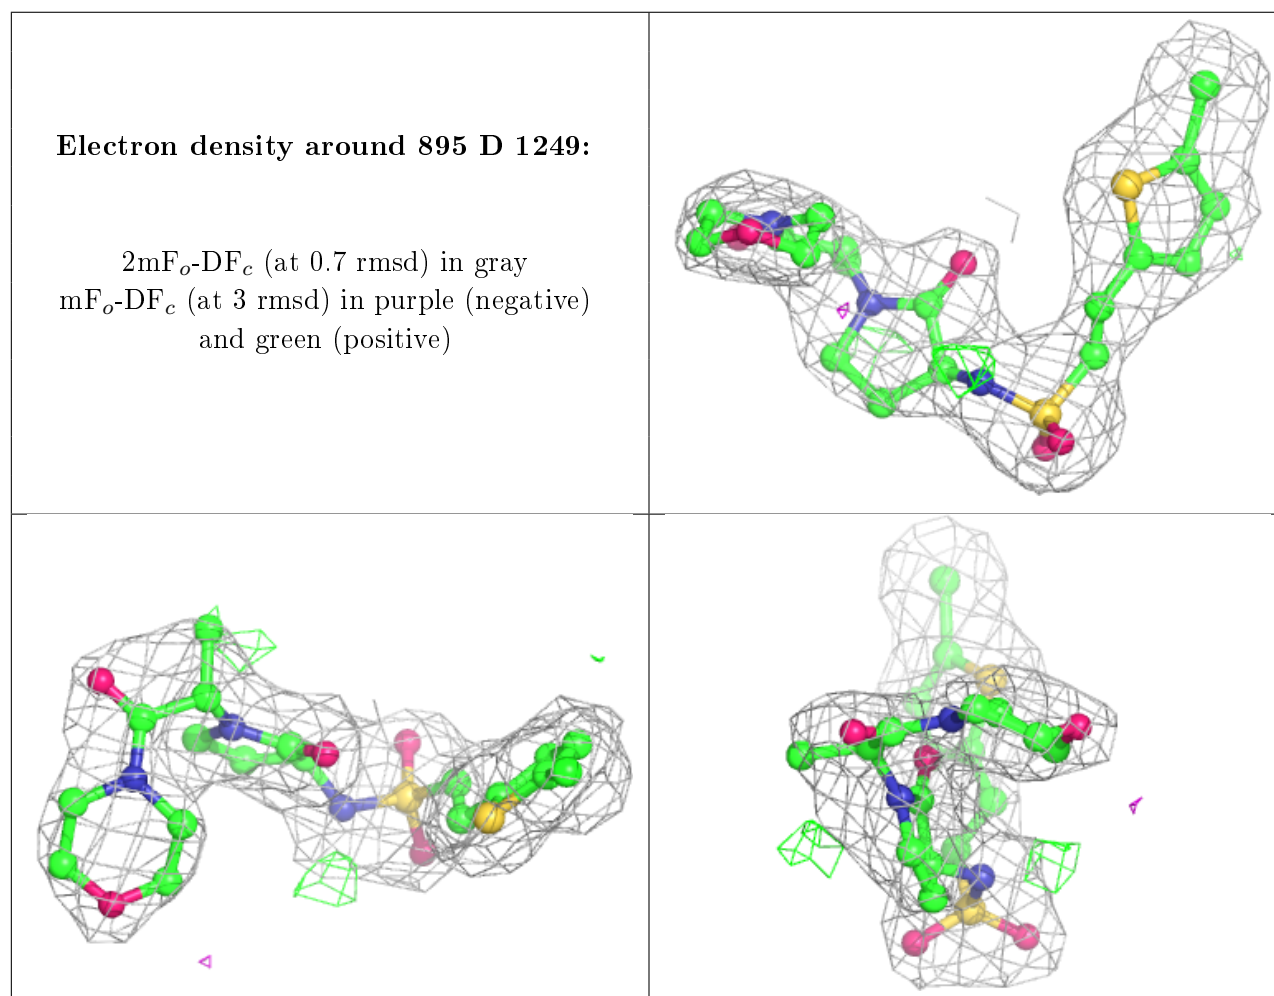 Electron density around 895 D 1249:
2mFo-DFc (at 0.7 rmsd) in gray
mFo-DFc (at 3 rmsd) in purple (negative)
and green (positive)